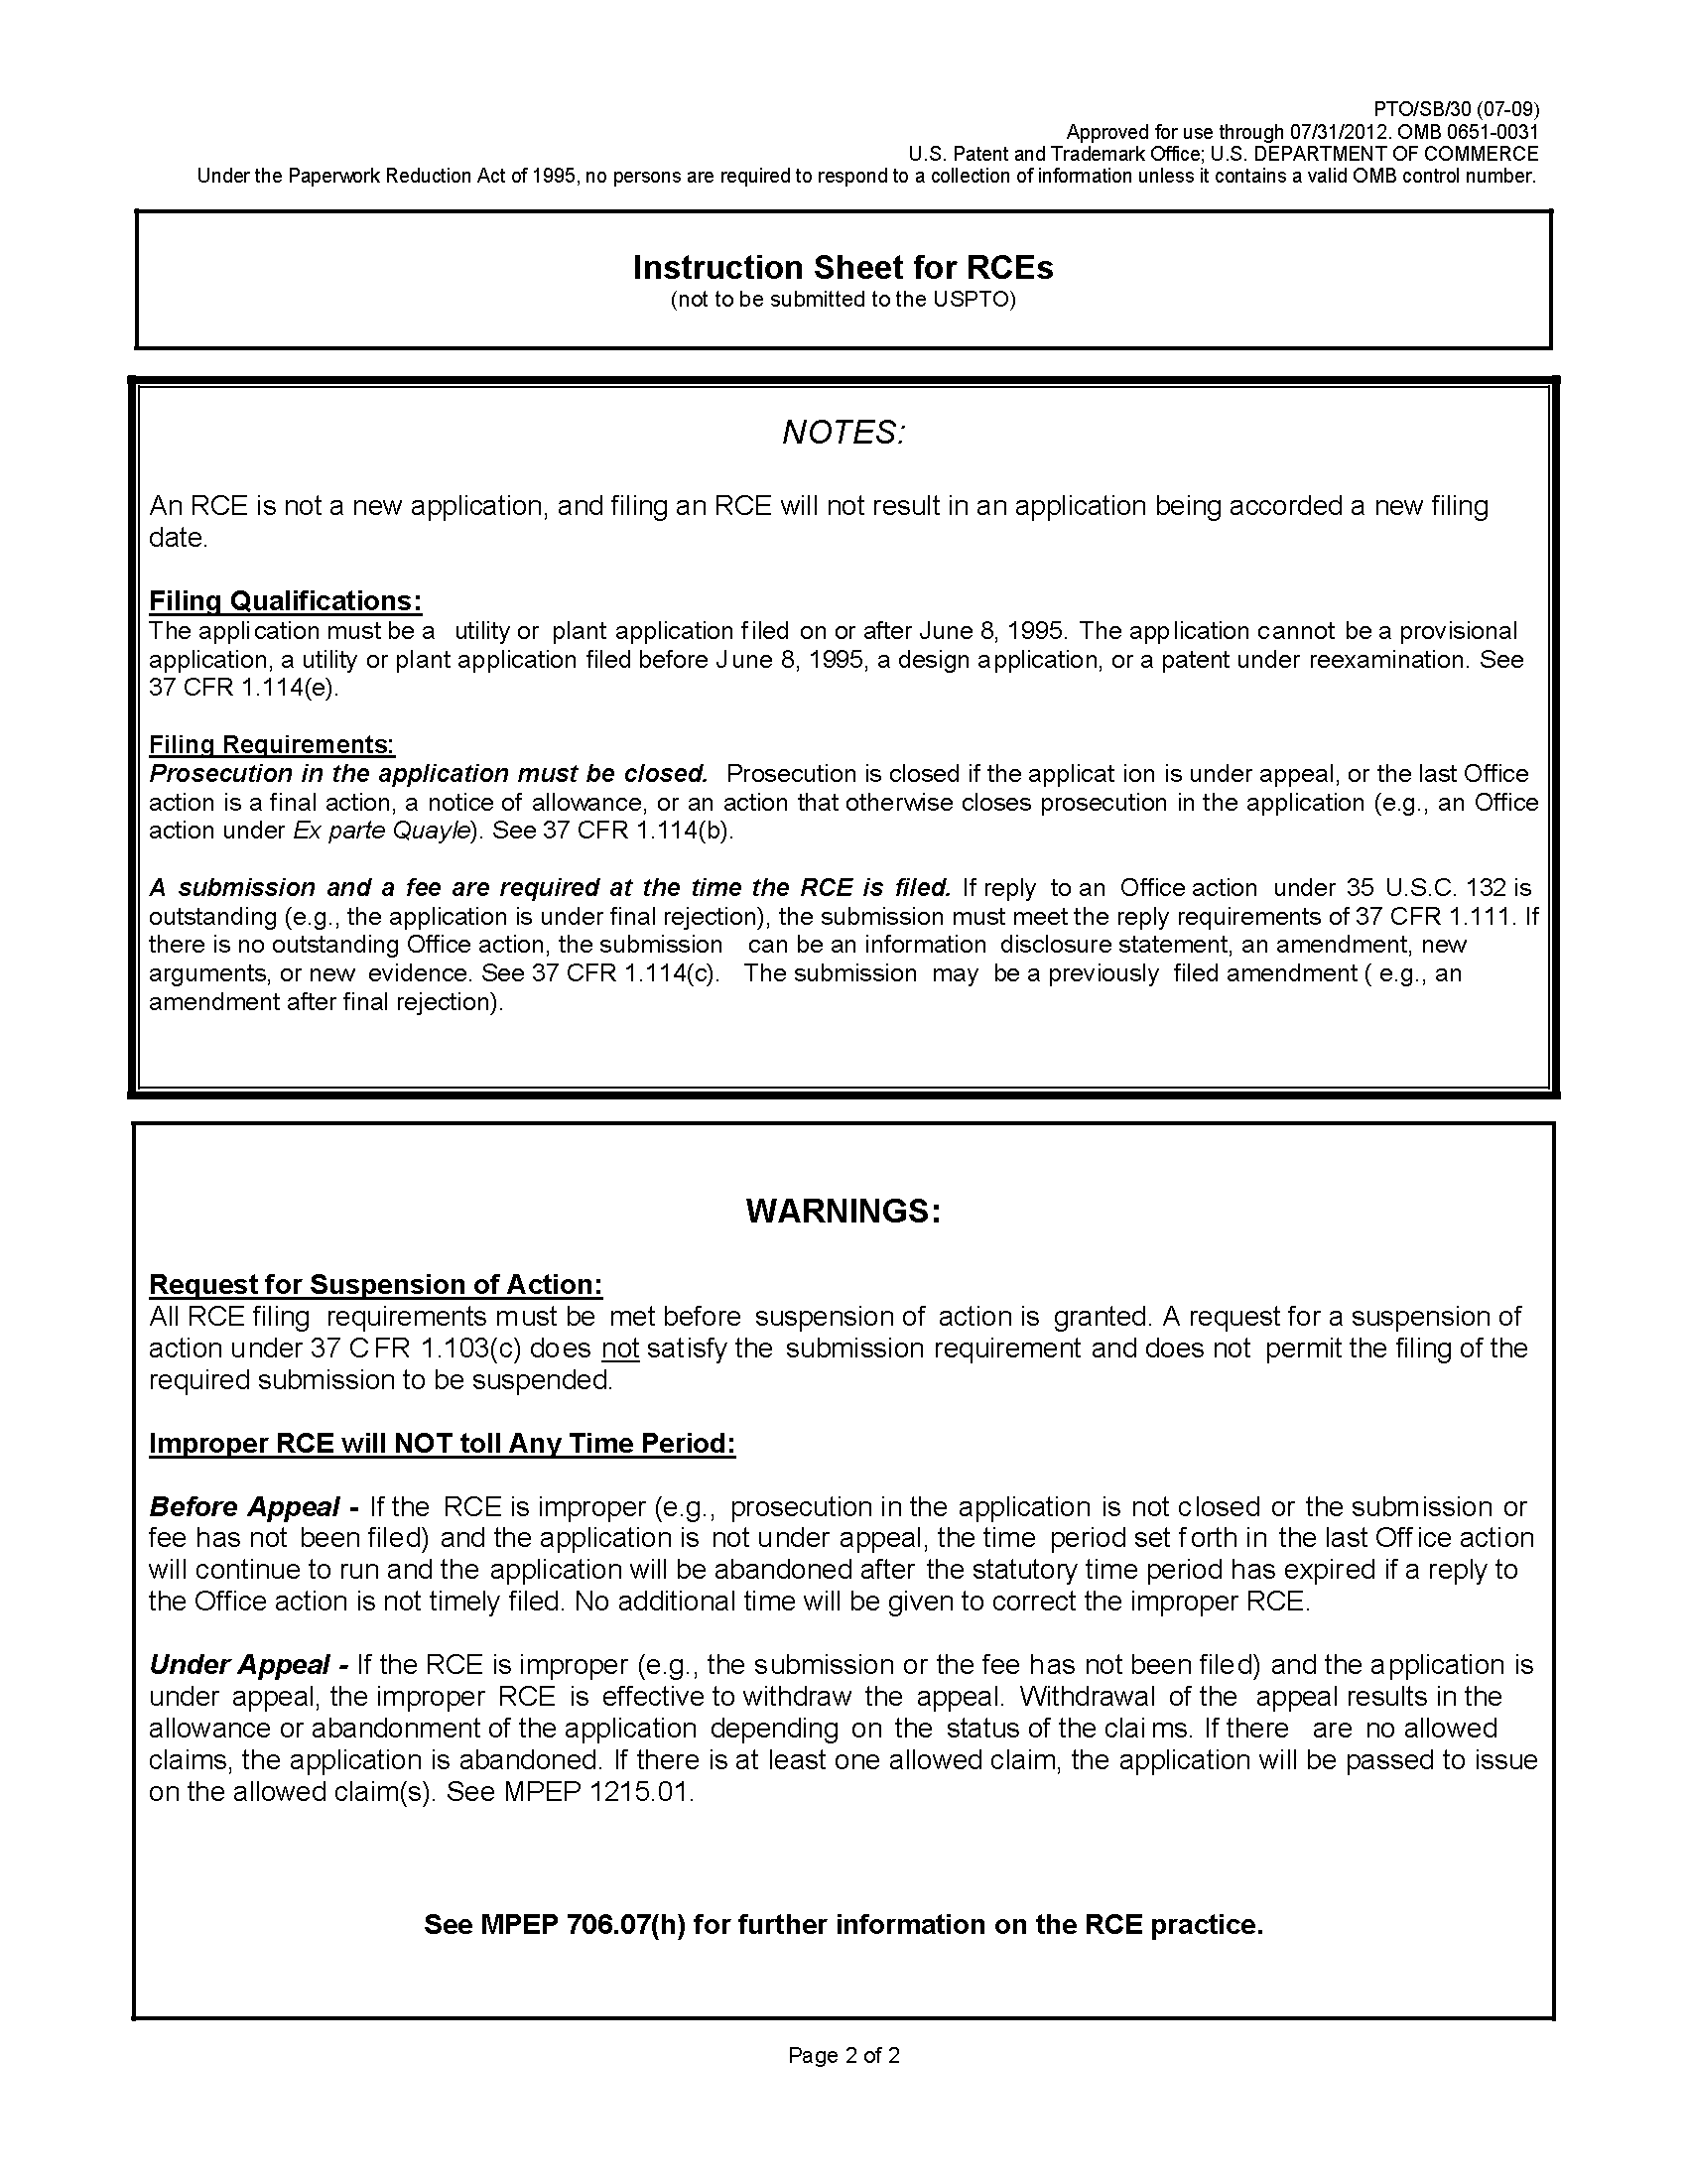 PTO/SB/30 (07-09)
Approved for use through 07/31/2012. OMB 0651-0031
U.S. Patent and Trademark Office; U.S. DEPARTMENT OF COMMERCE
Under the Paperwork Reduction Act of 1995, no persons are required to respond to a collection of information unless it contains a valid OMB control number.
Instruction Sheet for RCEs
(not to be submitted to the USPTO)
NOTES:
An RCE is not a new application, and filing an RCE will not result in an application being accorded a new filing
date.
Filing Qualifications:
The application must be a utility or plant application filed on or after June 8, 1995. The application cannot be a provisional
application, a utility or plant application filed before June 8, 1995, a design application, or a patent under reexamination. See
37 CFR 1.114(e).
Filing Requirements:
Prosecution in the application must be closed. Prosecution is closed if the applicat ion is under appeal, or the last Office
action is a final action, a notice of allowance, or an action that otherwise closes prosecution in the application (e.g., an Office
action under Ex parte Quayle). See 37 CFR 1.114(b).
A submission and a fee are required at the time the RCE is filed. If reply to an Office action under 35 U.S.C. 132 is
outstanding (e.g., the application is under final rejection), the submission must meet the reply requirements of 37 CFR 1.111. If
there is no outstanding Office action, the submission can be an information disclosure statement, an amendment, new
arguments, or new evidence. See 37 CFR 1.114(c). The submission may be a previously filed amendment ( e.g., an
amendment after final rejection).
WARNINGS:
Request for Suspension of Action:
All RCE filing requirements must be met before suspension of action is granted. A request for a suspension of
action under 37 CFR 1.103(c) does not satisfy the submission requirement and does not permit the filing of the
required submission to be suspended.
Improper RCE will NOT toll Any Time Period:
Before Appeal - If the RCE is improper (e.g., prosecution in the application is not closed or the submission or
fee has not been filed) and the application is not under appeal, the time period set forth in the last Office action
will continue to run and the application will be abandoned after the statutory time period has expired if a reply to
the Office action is not timely filed. No additional time will be given to correct the improper RCE.
Under Appeal - If the RCE is improper (e.g., the submission or the fee has not been filed) and the application is
under appeal, the improper RCE is effective to withdraw the appeal. Withdrawal of the appeal results in the
allowance or abandonment of the application depending on the status of the claims. If there are no allowed
claims, the application is abandoned. If there is at least one allowed claim, the application will be passed to issue
on the allowed claim(s). See MPEP 1215.01.
See MPEP 706.07(h) for further information on the RCE practice.
Page 2 of 2